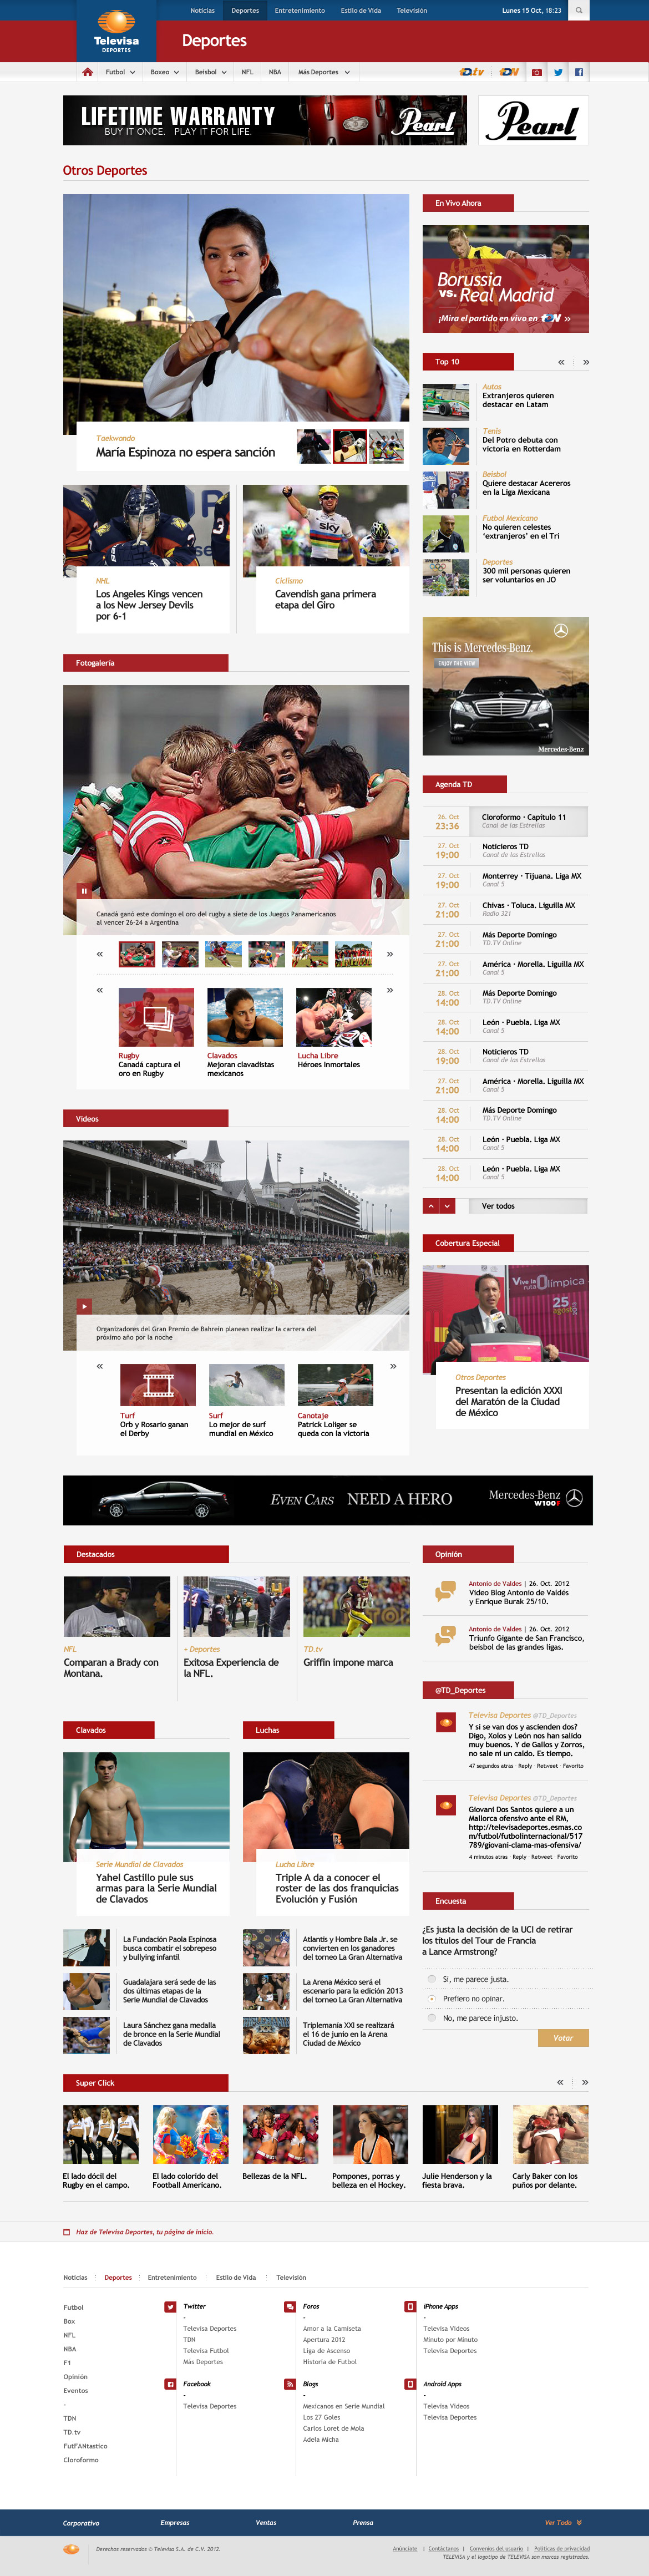 Noticias Deportes Entretenimiento Estilo de Vida Televisión Lunes 15 Oct, 18:23
Televisa
DEPORTES
Deportes
Futbol Boxeo Beisbol NFL NBA Más Deportes
LIFETIME WARRANTY
BUY IT ONCE. PLAY IT FOR LIFE.
Pearl
Pearl
Otros Deportes
Taekwondo
María Espinoza no espera sanción
NHL
Los Angeles Kings vencen
a los New Jersey Devils
por 6-1
Ciclismo
Cavendish gana primera
etapa del Giro
En Vivo Ahora
Borussia
vs. Real Madrid
¡Mira el partido en vivo en TDN »
Top 10
Autos
Extranjeros quieren
destacar en Latam
Tenis
Del Potro debuta con
victoria en Rotterdam
Beisbol
Quiere destacar Acereros
en la Liga Mexicana
Futbol Mexicano
No quieren celestes
‘extranjeros’ en el Tri
Deportes
300 mil personas quieren
ser voluntarios en JO
This is Mercedes-Benz.
ENJOY THE VIEW
Mercedes-Benz
Fotogalería
Canadá ganó este domingo el oro del rugby a siete de los Juegos Panamericanos
al vencer 26-24 a Argentina
Rugby
Canadá captura el
oro en Rugby
Clavados
Mejoran clavadistas
mexicanos
Lucha Libre
Héroes Inmortales
Agenda TD
26. Oct
23:36
Cloroformo · Capítulo 11
Canal de las Estrellas
27. Oct
19:00
Noticieros TD
Canal de las Estrellas
27. Oct
19:00
Monterrey · Tijuana. Liga MX
Canal 5
27. Oct
21:00
Chivas · Toluca. Liguilla MX
Radio 321
27. Oct
21:00
Más Deporte Domingo
TD.TV Online
27. Oct
21:00
América · Morella. Liguilla MX
Canal 5
28. Oct
14:00
Más Deporte Domingo
TD.TV Online
28. Oct
14:00
León · Puebla. Liga MX
Canal 5
28. Oct
19:00
Noticieros TD
Canal de las Estrellas
27. Oct
21:00
América · Morella. Liguilla MX
Canal 5
28. Oct
14:00
Más Deporte Domingo
TD.TV Online
28. Oct
14:00
León · Puebla. Liga MX
Canal 5
28. Oct
14:00
León · Puebla. Liga MX
Canal 5
Ver todos
Videos
Organizadores del Gran Premio de Bahrein planean realizar la carrera del
próximo año por la noche
Turf
Orb y Rosario ganan
el Derby
Surf
Lo mejor de surf
mundial en México
Canotaje
Patrick Loliger se
queda con la victoria
Cobertura Especial
Vive la
ruta Olímpica
25
Otros Deportes
Presentan la edición XXXI
del Maratón de la Ciudad
de México
EVEN CARS NEED A HERO
Mercedes-Benz
W100F
Destacados
NFL
Comparan a Brady con
Montana.
+ Deportes
Exitosa Experiencia de
la NFL.
TD.tv
Griffin impone marca
Opinión
Antonio de Valdes | 26. Oct. 2012
Video Blog Antonio de Valdés
y Enrique Burak 25/10.
Antonio de Valdes | 26. Oct. 2012
Triunfo Gigante de San Francisco,
beisbol de las grandes ligas.
@TD_Deportes
Televisa Deportes @TD_Deportes
Y si se van dos y ascienden dos?
Digo, Xolos y León nos han salido
muy buenos. Y de Gallos y Zorros,
no sale ni un caldo. Es tiempo.
47 segundos atras · Reply · Retweet · Favorito
Televisa Deportes @TD_Deportes
Giovani Dos Santos quiere a un
Mallorca ofensivo ante el RM,
http://televisadeportes.esmas.co
m/futbol/futbolinternacional/517
789/giovani-clama-mas-ofensiva/
4 minutos atras · Reply · Retweet · Favorito
Clavados
Serie Mundial de Clavados
Yahel Castillo pule sus
armas para la Serie Mundial
de Clavados
La Fundación Paola Espinosa
busca combatir el sobrepeso
y bullying infantil
Guadalajara será sede de las
dos últimas etapas de la
Serie Mundial de Clavados
Laura Sánchez gana medalla
de bronce en la Serie Mundial
de Clavados
Luchas
Lucha Libre
Triple A da a conocer el
roster de las dos franquicias
Evolución y Fusión
Atlantis y Hombre Bala Jr. se
convierten en los ganadores
del torneo La Gran Alternativa
La Arena México será el
escenario para la edición 2013
del torneo La Gran Alternativa
Triplemanía XXI se realizará
el 16 de junio en la Arena
Ciudad de México
Encuesta
¿Es justa la decisión de la UCI de retirar
los títulos del Tour de Francia
a Lance Armstrong?
Si, me parece justa.
Prefiero no opinar.
No, me parece injusto.
Votar
Super Click
El lado dócil del
Rugby en el campo.
El lado colorido del
Football Americano.
Bellezas de la NFL.
Pompones, porras y
belleza en el Hockey.
Julie Henderson y la
fiesta brava.
Carly Baker con los
puños por delante.
Haz de Televisa Deportes, tu página de inicio.
Noticias Deportes Entretenimiento Estilo de Vida Televisión
Futbol
Box
NFL
NBA
F1
Opinión
Eventos
-
TDN
TD.tv
FutFANtastico
Cloroformo
Twitter
-
Televisa Deportes
TDN
Televisa Futbol
Más Deportes
Facebook
-
Televisa Deportes
Foros
-
Amor a la Camiseta
Apertura 2012
Liga de Ascenso
Historia de Futbol
Blogs
-
Mexicanos en Serie Mundial
Los 27 Goles
Carlos Loret de Mola
Adela Micha
iPhone Apps
-
Televisa Videos
Minuto por Minuto
Televisa Deportes
Android Apps
-
Televisa Videos
Televisa Deportes
Corporativo Empresas Ventas Prensa Ver Todo
Derechos reservados © Televisa S.A. de C.V. 2012.
Anúnciate | Contáctanos | Convenios del usuario | Políticas de privacidad
TELEVISA y el logotipo de TELEVISA son marcas registradas.